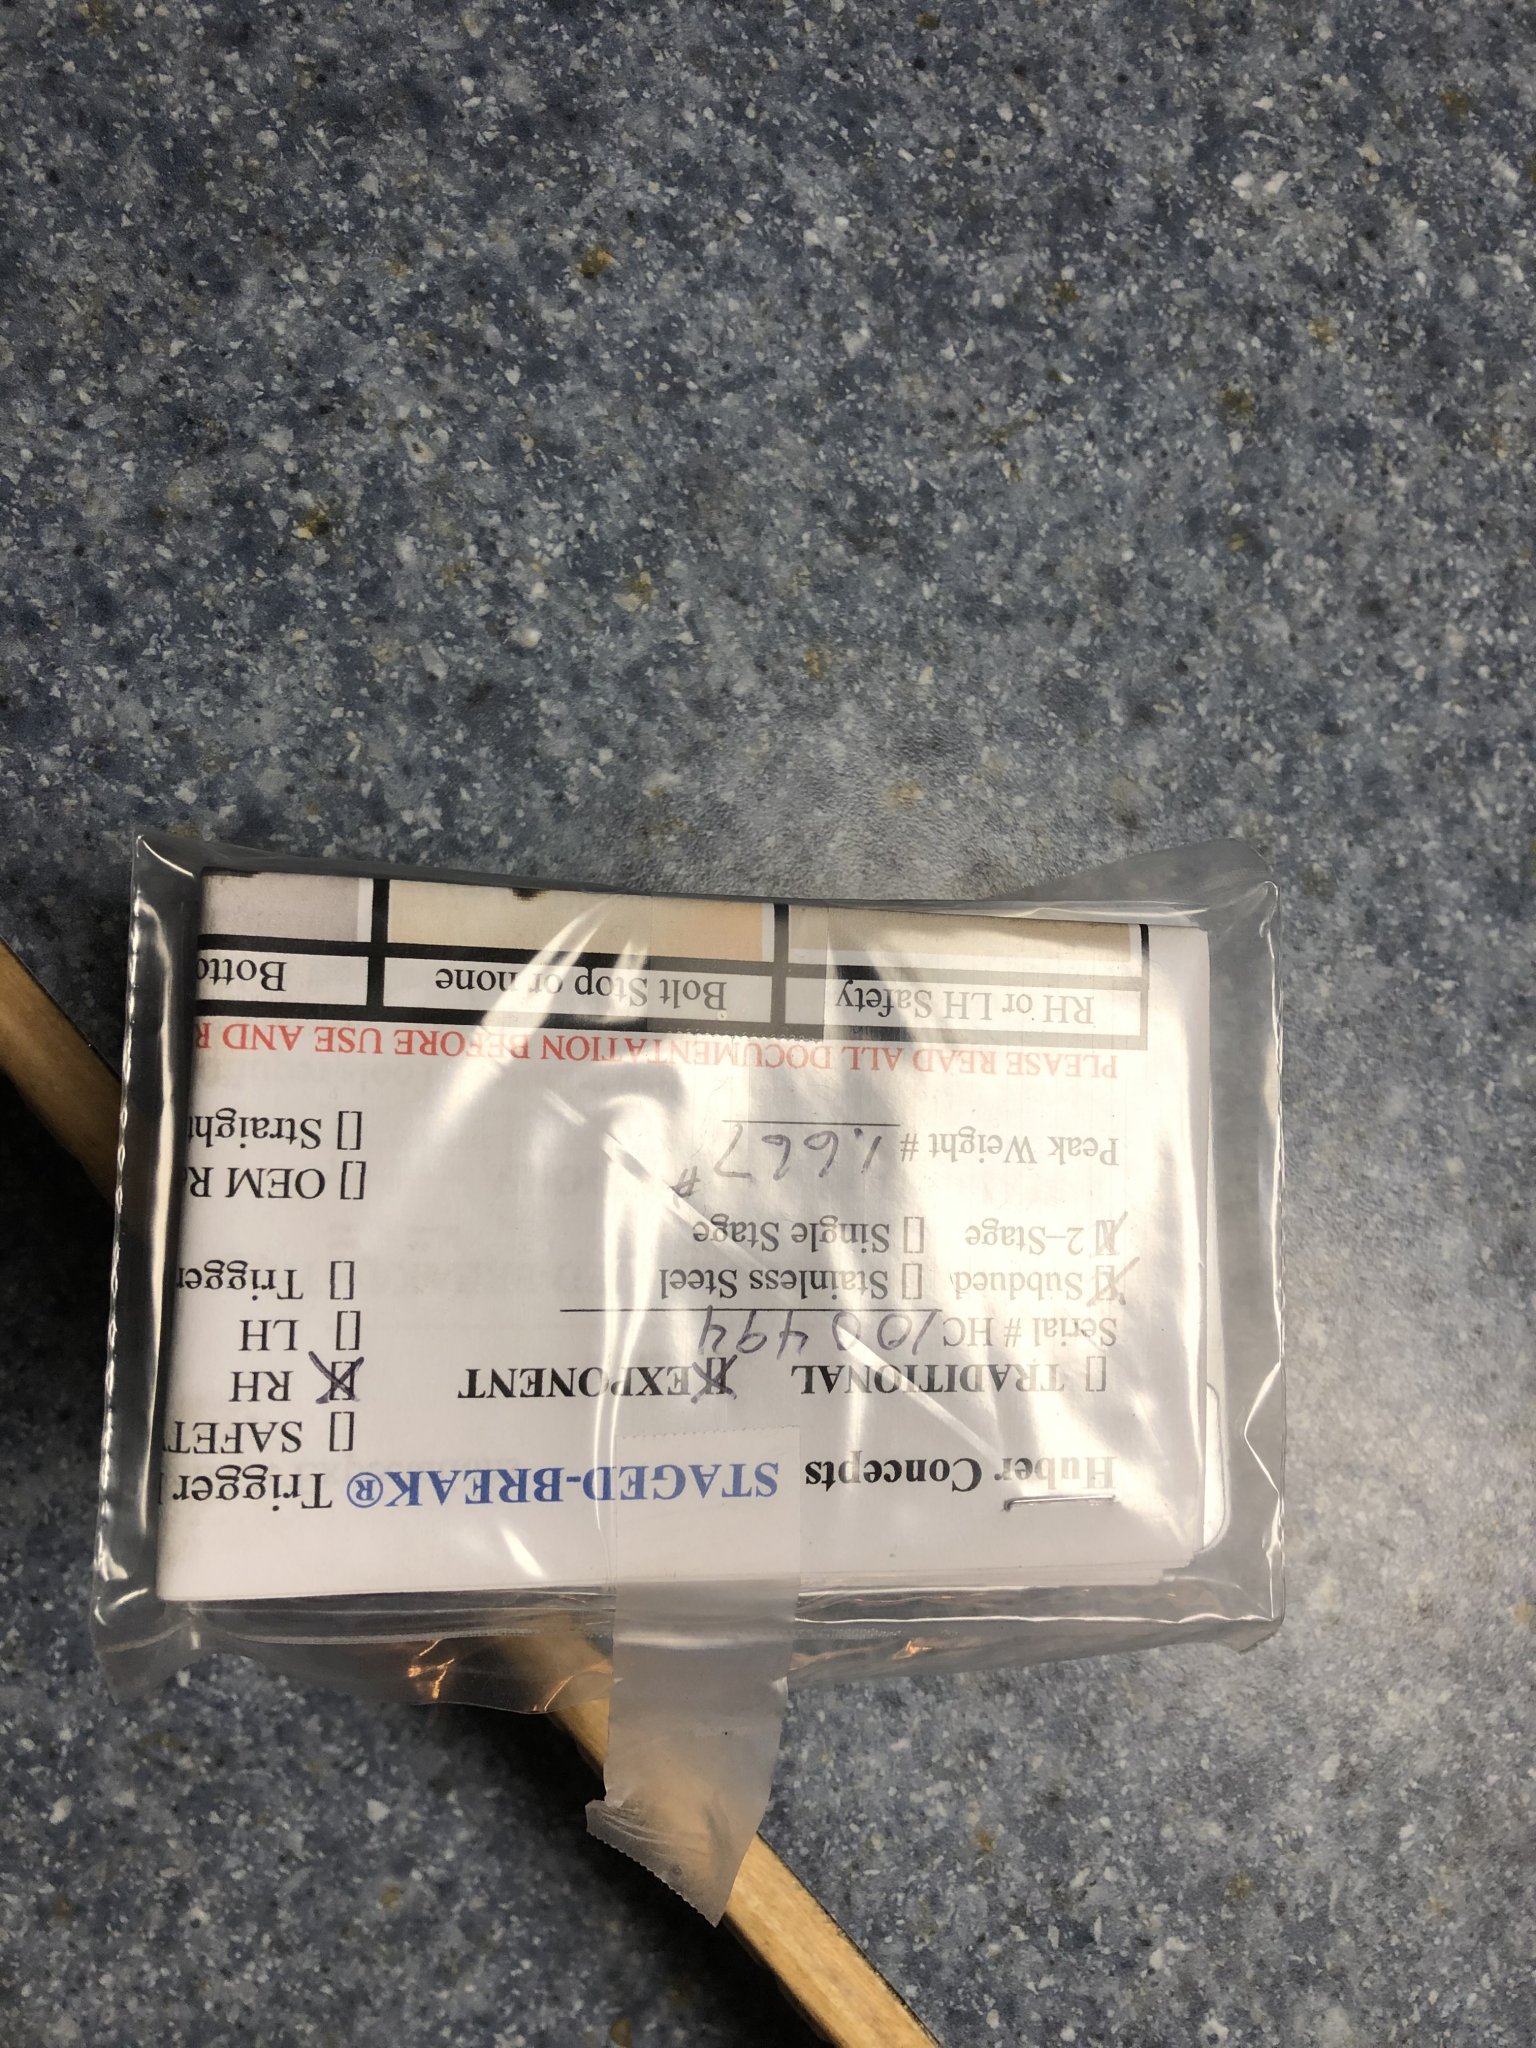 Huber Concepts STAGED-BREAK® Trigger
[] TRADITIONAL [X] EXPONENT
Serial # HC 100494
[X] Subdued [] Stainless Steel
[X] 2-Stage [] Single Stage
Peak Weight # 1.667 #
[] SAFET
[X] RH
[] LH
[] Trigger
[] OEM R
[] Straight
PLEASE READ ALL DOCUMENTATION BEFORE USE AND R
RH or LH Safety
Bolt Stop or none
Botto